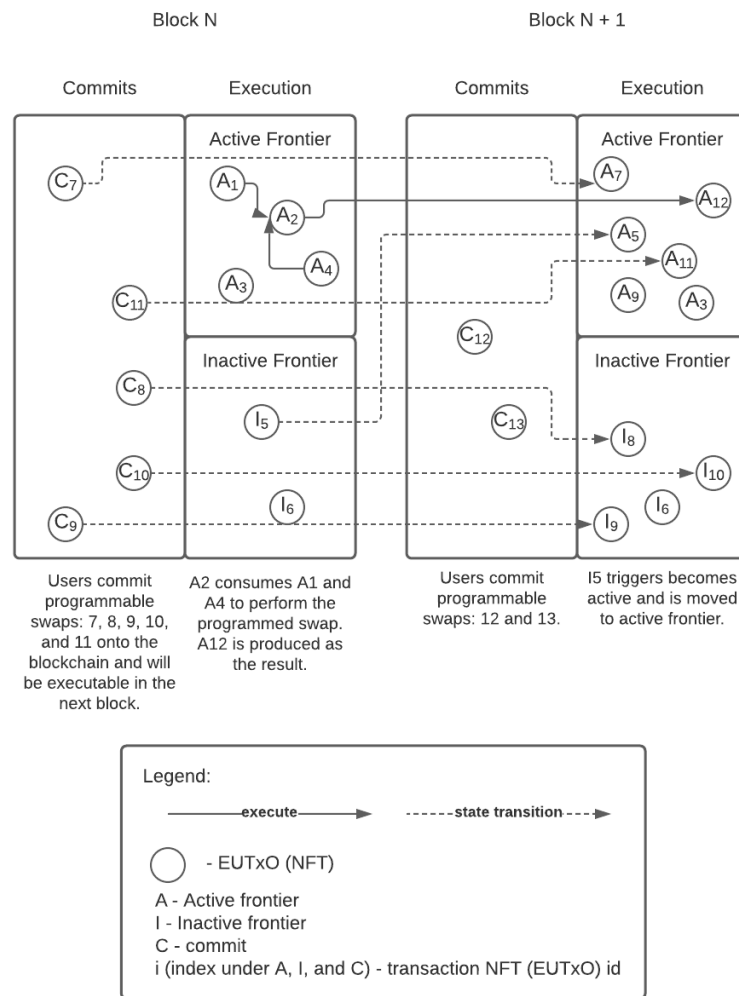 Block N
Block N + 1
Commits
Execution
Commits
Execution
Active Frontier
Active Frontier
C7
A1
A2
A7
A12
A5
A4
A11
A3
C11
A9
A3
C12
Inactive Frontier
Inactive Frontier
C8
I5
C13
I8
C10
I10
I6
I6
C9
I9
Users commit
programmable
swaps: 7, 8, 9, 10,
and 11 onto the
blockchain and will
be executable in the
next block.
A2 consumes A1 and
A4 to perform the
programmed swap.
A12 is produced as
the result.
Users commit
programmable
swaps: 12 and 13.
I5 triggers becomes
active and is moved
to active frontier.
Legend:
execute
state transition
- EUTxO (NFT)
A - Active frontier
I - Inactive frontier
C - commit
i (index under A, I, and C) - transaction NFT (EUTxO) id